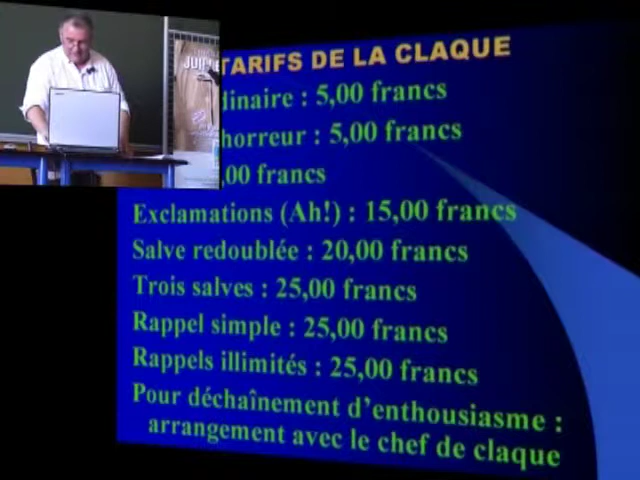 TARIFS DE LA CLAQUE
JUIL
dinaire : 5,00 francs
horreur : 5,00 francs
,00 francs
Exclamations (Ah!) : 15,00 francs
Salve redoublée : 20,00 francs
Trois salves : 25,00 francs
Rappel simple : 25,00 francs
Rappels illimités : 25,00 francs
Pour déchaînement d'enthousiasme :
arrangement avec le chef de claque